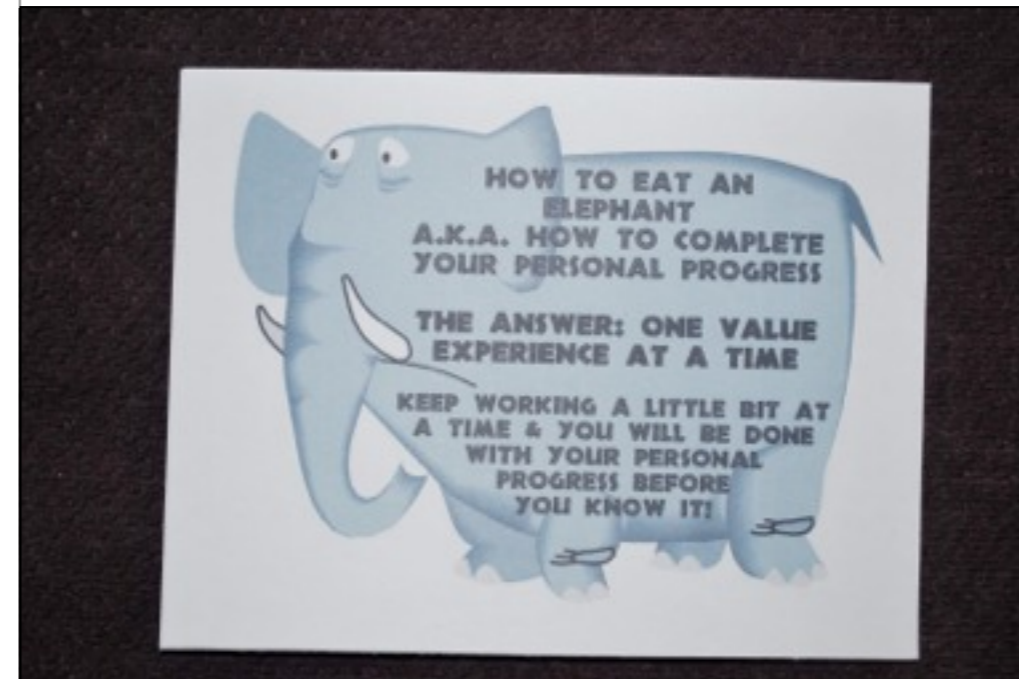 HOW TO EAT AN
ELEPHANT
A.K.A. HOW TO COMPLETE
YOUR PERSONAL PROGRESS
THE ANSWER: ONE VALUE
EXPERIENCE AT A TIME
KEEP WORKING A LITTLE BIT AT
A TIME & YOU WILL BE DONE
WITH YOUR PERSONAL
PROGRESS BEFORE
YOU KNOW IT!